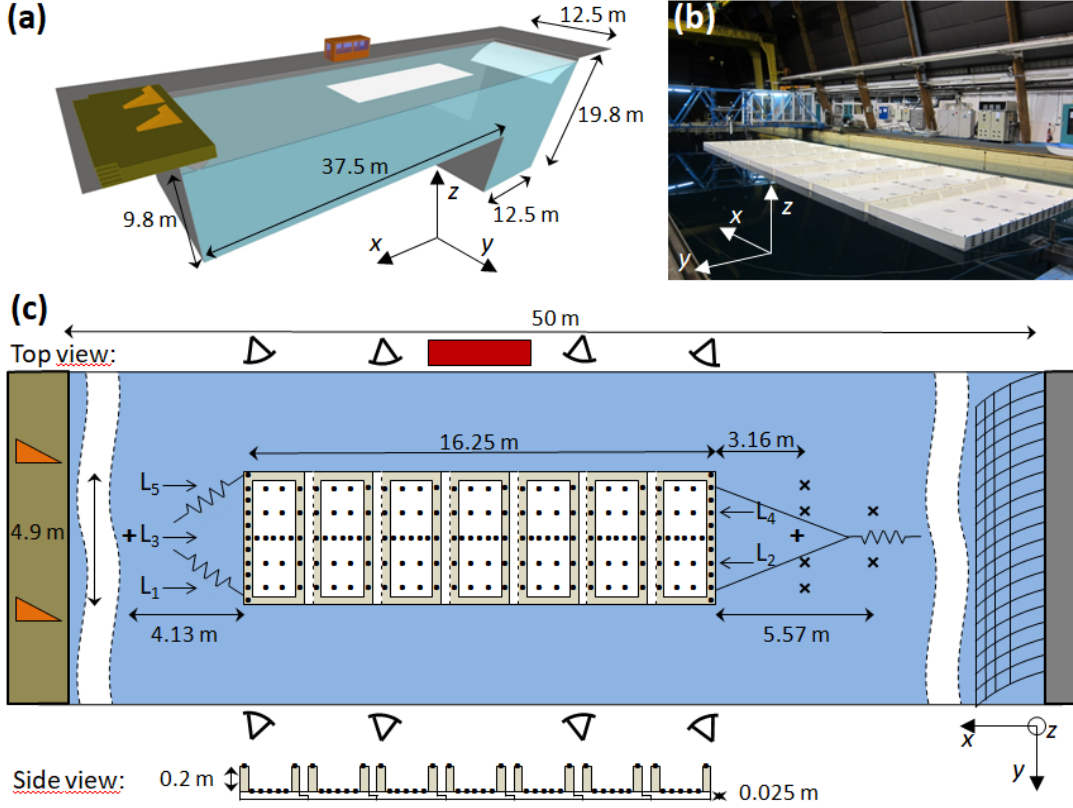 (a)
12.5 m
19.8 m
37.5 m
9.8 m
12.5 m
z
x
y
(b)
z
x
y
(c)
50 m
Top view:
16.25 m
3.16 m
L5
L4
4.9 m
L3
L2
L1
4.13 m
5.57 m
x
z
y
Side view:
0.2 m
0.025 m